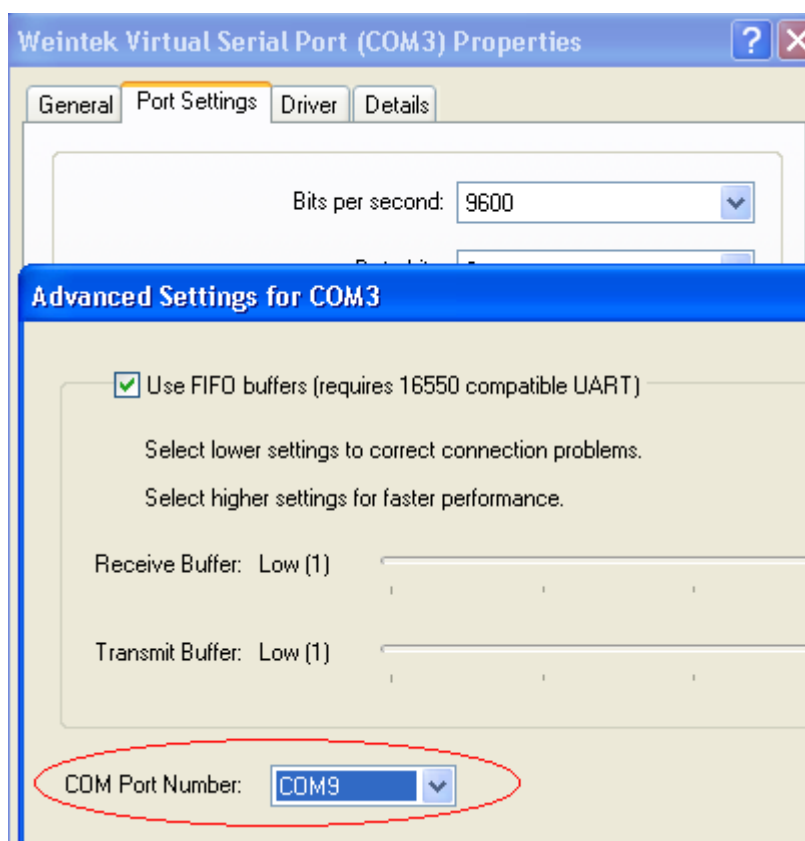 Weintek Virtual Serial Port (COM3) Properties
General Port Settings Driver Details
Bits per second: 9600
Advanced Settings for COM3
Use FIFO buffers (requires 16550 compatible UART)
Select lower settings to correct connection problems.
Select higher settings for faster performance.
Receive Buffer: Low (1)
Transmit Buffer: Low (1)
COM Port Number: COM9